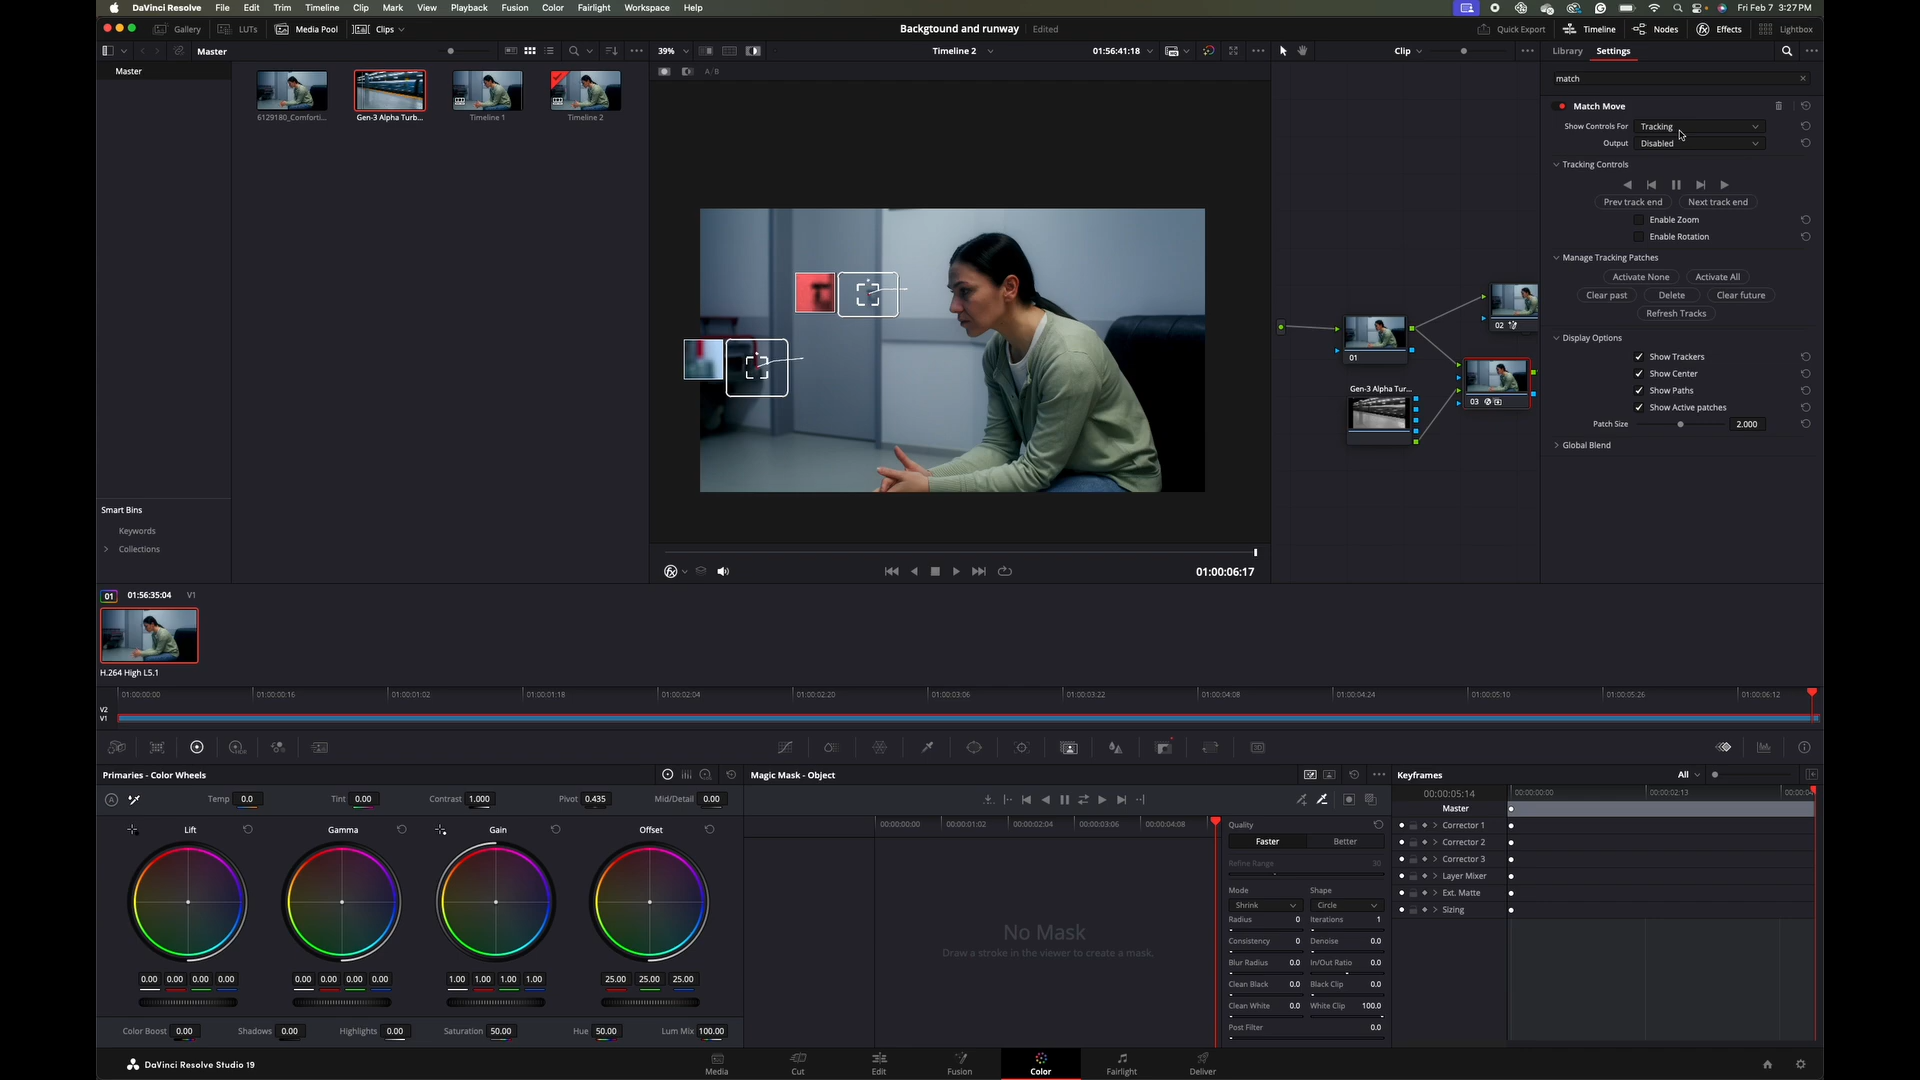 DaVinci Resolve File Edit Trim Timeline Clip Mark View Playback Fusion Color Fairlight Workspace Help Fri Feb 7 3:27 PM
Gallery LUTs Media Pool Clips Background and runway Edited Quick Export Timeline Nodes Effects Lightbox
Master 39% Timeline 2 01:56:41:18 Clip Library Settings
Master A/B
match
6129180_Comforti... Gen-3 Alpha Turb... Timeline 1 Timeline 2
Match Move
Show Controls For Tracking
Output Disabled
Tracking Controls
Prev track end Next track end
Enable Zoom
Enable Rotation
Manage Tracking Patches
Activate None Activate All
Clear past Delete Clear future
Refresh Tracks
Display Options
Show Trackers
Show Center
Show Paths
Show Active patches
Patch Size 2.000
Global Blend
01
02
03
Gen-3 Alpha Tur...
Smart Bins
Keywords
Collections
01:00:06:17
01 01:56:35:04 V1
H.264 High L5.1
01:00:00:00 01:00:00:16 01:00:01:02 01:00:01:18 01:00:02:04 01:00:02:20 01:00:03:06 01:00:03:22 01:00:04:08 01:00:04:24 01:00:05:10 01:00:05:26 01:00:06:12
V2
V1
Primaries - Color Wheels Magic Mask - Object Keyframes All
Temp 0.0 Tint 0.00 Contrast 1.000 Pivot 0.435 Mid/Detail 0.00
00:00:05:14 00:00:00:00 00:00:02:13 00:00:0
Lift Gamma Gain Offset
00:00:00:00 00:00:01:02 00:00:02:04 00:00:03:06 00:00:04:08
Quality
Faster Better
Refine Range 30
Mode Shape
Shrink Circle
Radius 0 Iterations 1
Consistency 0 Denoise 0.0
Blur Radius 0.0 In/Out Ratio 0.0
Clean Black 0.0 Black Clip 0.0
Clean White 0.0 White Clip 100.0
Post Filter 0.0
No Mask
Draw a stroke in the viewer to create a mask.
Master
Corrector 1
Corrector 2
Corrector 3
Layer Mixer
Ext. Matte
Sizing
0.00 0.00 0.00 0.00 0.00 0.00 0.00 0.00 1.00 1.00 1.00 1.00 25.00 25.00 25.00
Color Boost 0.00 Shadows 0.00 Highlights 0.00 Saturation 50.00 Hue 50.00 Lum Mix 100.00
DaVinci Resolve Studio 19
Media Cut Edit Fusion Color Fairlight Deliver